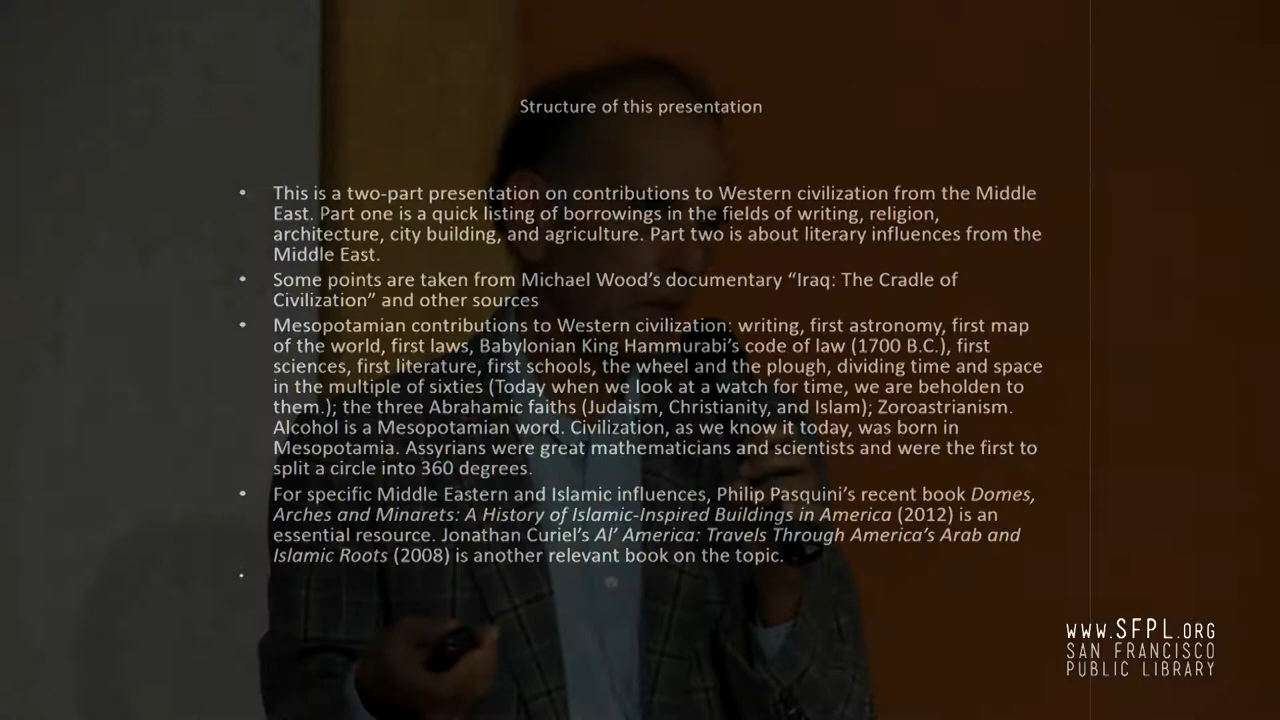 Structure of this presentation
• This is a two-part presentation on contributions to Western civilization from the Middle
East. Part one is a quick listing of borrowings in the fields of writing, religion,
architecture, city building, and agriculture. Part two is about literary influences from the
Middle East.
• Some points are taken from Michael Wood’s documentary “Iraq: The Cradle of
Civilization” and other sources
• Mesopotamian contributions to Western civilization: writing, first astronomy, first map
of the world, first laws, Babylonian King Hammurabi’s code of law (1700 B.C.), first
sciences, first literature, first schools, the wheel and the plough, dividing time and space
in the multiple of sixties (Today when we look at a watch for time, we are beholden to
them.); the three Abrahamic faiths (Judaism, Christianity, and Islam); Zoroastrianism.
Alcohol is a Mesopotamian word. Civilization, as we know it today, was born in
Mesopotamia. Assyrians were great mathematicians and scientists and were the first to
split a circle into 360 degrees.
• For specific Middle Eastern and Islamic influences, Philip Pasquini’s recent book Domes,
Arches and Minarets: A History of Islamic-Inspired Buildings in America (2012) is an
essential resource. Jonathan Curiel’s Al’ America: Travels Through America’s Arab and
Islamic Roots (2008) is another relevant book on the topic.
•
www.SFPL.ORG
SAN FRANCISCO
PUBLIC LIBRARY